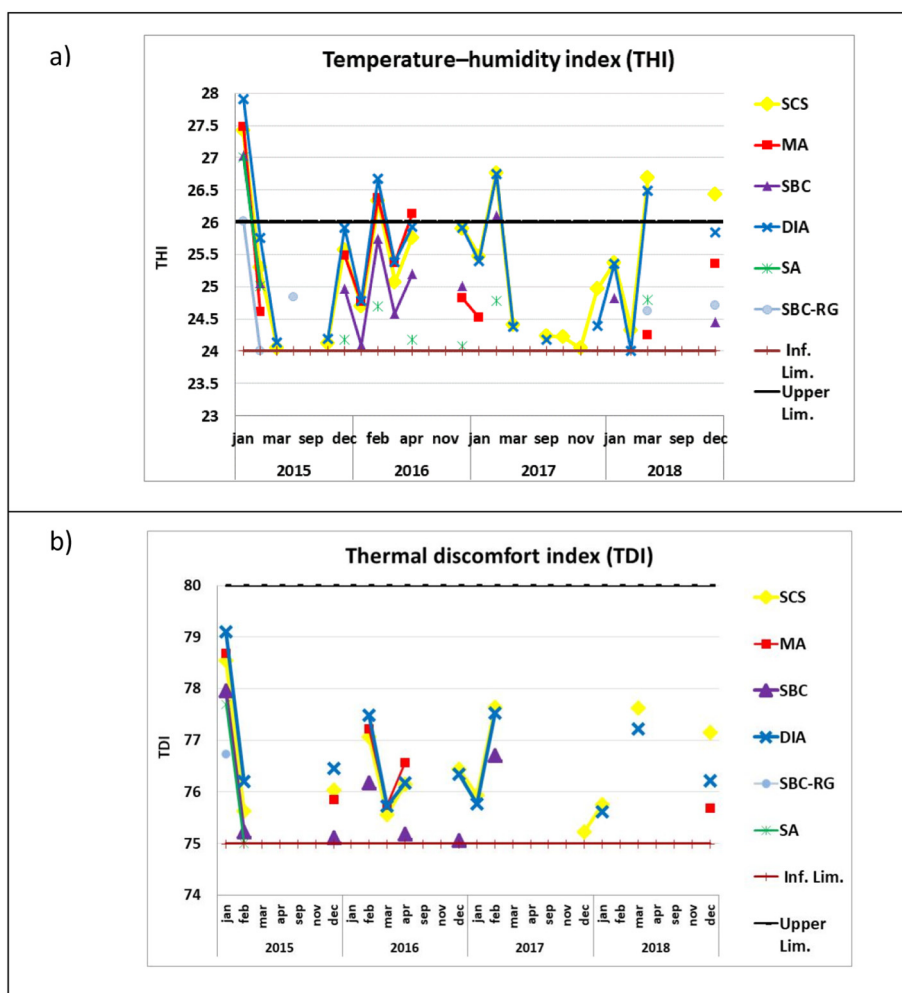 a)
Temperature–humidity index (THI)
28
27.5
27
26.5
26
25.5
25
24.5
24
23.5
23
THI
jan mar sep dec feb apr nov jan mar sep nov jan mar sep dec
2015 2016 2017 2018
SCS
MA
SBC
DIA
SA
SBC-RG
Inf.
Lim.
Upper
Lim.
b)
Thermal discomfort index (TDI)
80
79
78
77
76
75
74
TDI
jan feb mar apr sep nov dec jan feb mar apr sep nov dec jan feb mar apr sep nov dec jan feb mar apr sep nov dec
2015 2016 2017 2018
SCS
MA
SBC
DIA
SBC-RG
SA
Inf. Lim.
Upper
Lim.